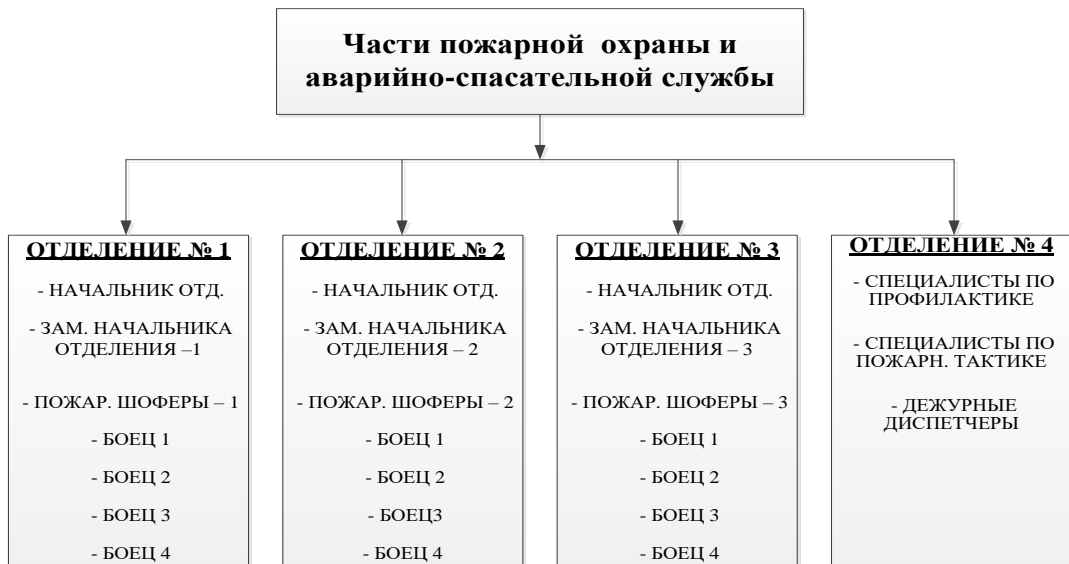 Части пожарной охраны и
аварийно-спасательной службы
ОТДЕЛЕНИЕ № 1
- НАЧАЛЬНИК ОТД.
- ЗАМ. НАЧАЛЬНИКА
ОТДЕЛЕНИЯ –1
- ПОЖАР. ШОФЕРЫ – 1
- БОЕЦ 1
- БОЕЦ 2
- БОЕЦ 3
- БОЕЦ 4
ОТДЕЛЕНИЕ № 2
- НАЧАЛЬНИК ОТД.
- ЗАМ. НАЧАЛЬНИКА
ОТДЕЛЕНИЯ – 2
- ПОЖАР. ШОФЕРЫ – 2
- БОЕЦ 1
- БОЕЦ 2
- БОЕЦ3
- БОЕЦ 4
ОТДЕЛЕНИЕ № 3
- НАЧАЛЬНИК ОТД.
- ЗАМ. НАЧАЛЬНИКА
ОТДЕЛЕНИЯ – 3
- ПОЖАР. ШОФЕРЫ – 3
- БОЕЦ 1
- БОЕЦ 2
- БОЕЦ 3
- БОЕЦ 4
ОТДЕЛЕНИЕ № 4
- СПЕЦИАЛИСТЫ ПО
ПРОФИЛАКТИКЕ
- СПЕЦИАЛИСТЫ ПО
ПОЖАРН. ТАКТИКЕ
- ДЕЖУРНЫЕ
ДИСПЕТЧЕРЫ